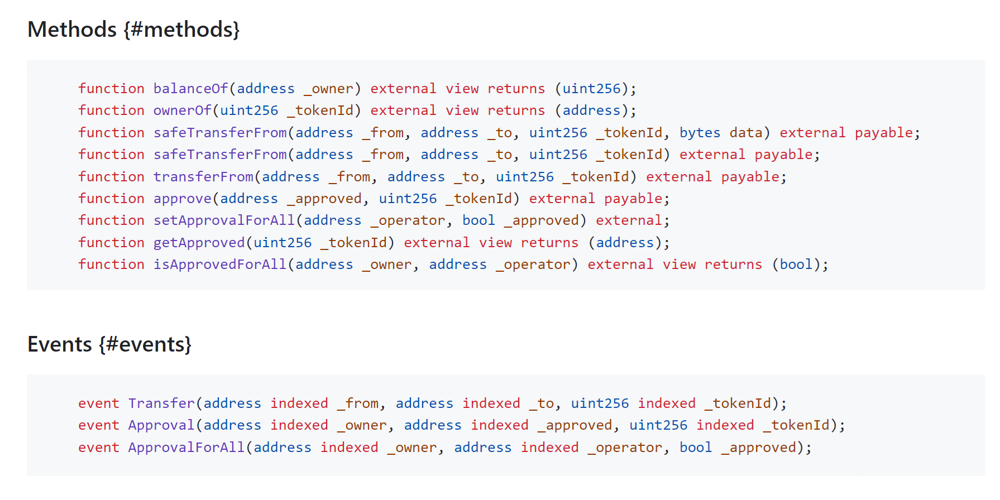 Methods {#methods}
function balanceOf(address _owner) external view returns (uint256);
function ownerOf(uint256 _tokenId) external view returns (address);
function safeTransferFrom(address _from, address _to, uint256 _tokenId, bytes data) external payable;
function safeTransferFrom(address _from, address _to, uint256 _tokenId) external payable;
function transferFrom(address _from, address _to, uint256 _tokenId) external payable;
function approve(address _approved, uint256 _tokenId) external payable;
function setApprovalForAll(address _operator, bool _approved) external;
function getApproved(uint256 _tokenId) external view returns (address);
function isApprovedForAll(address _owner, address _operator) external view returns (bool);
Events {#events}
event Transfer(address indexed _from, address indexed _to, uint256 indexed _tokenId);
event Approval(address indexed _owner, address indexed _approved, uint256 indexed _tokenId);
event ApprovalForAll(address indexed _owner, address indexed _operator, bool _approved);